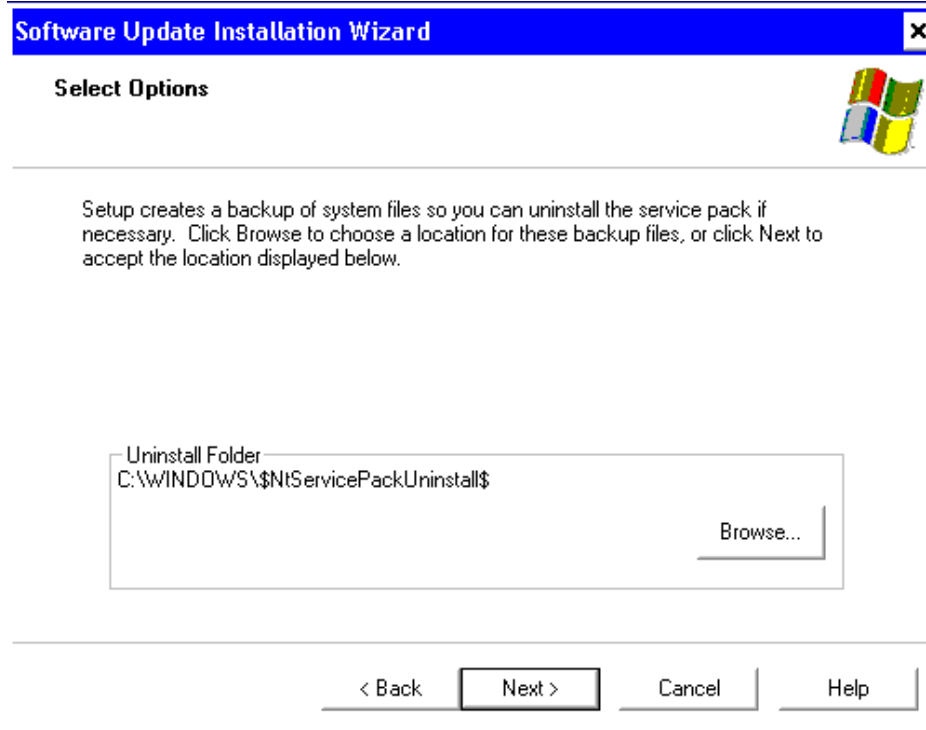 Software Update Installation Wizard
Select Options
Setup creates a backup of system files so you can uninstall the service pack if
necessary.  Click Browse to choose a location for these backup files, or click Next to
accept the location displayed below.
Uninstall Folder
C:\WINDOWS\$NtServicePackUninstall$
Browse...
< Back Next > Cancel Help